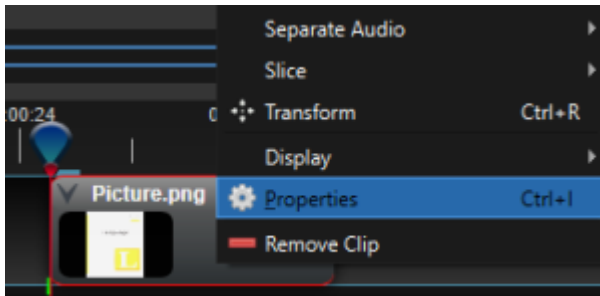 Separate Audio
Slice
:00:24
Transform Ctrl+R
Display
Picture.png
Properties Ctrl+I
Remove Clip